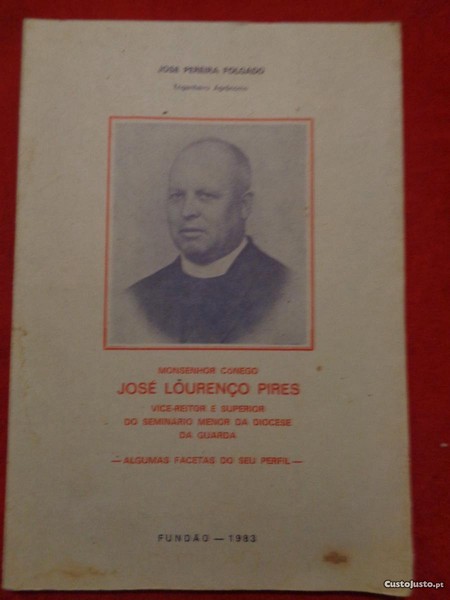 JOSÉ PEREIRA FOLGADO
Engenheiro Agrónomo
MONSENHOR CÓNEGO
JOSÉ LOURENÇO PIRES
VICE-REITOR E SUPERIOR
DO SEMINÁRIO MENOR DA DIOCESE
DA GUARDA
— ALGUMAS FACETAS DO SEU PERFIL —
FUNDÃO — 1983
CustoJusto.pt